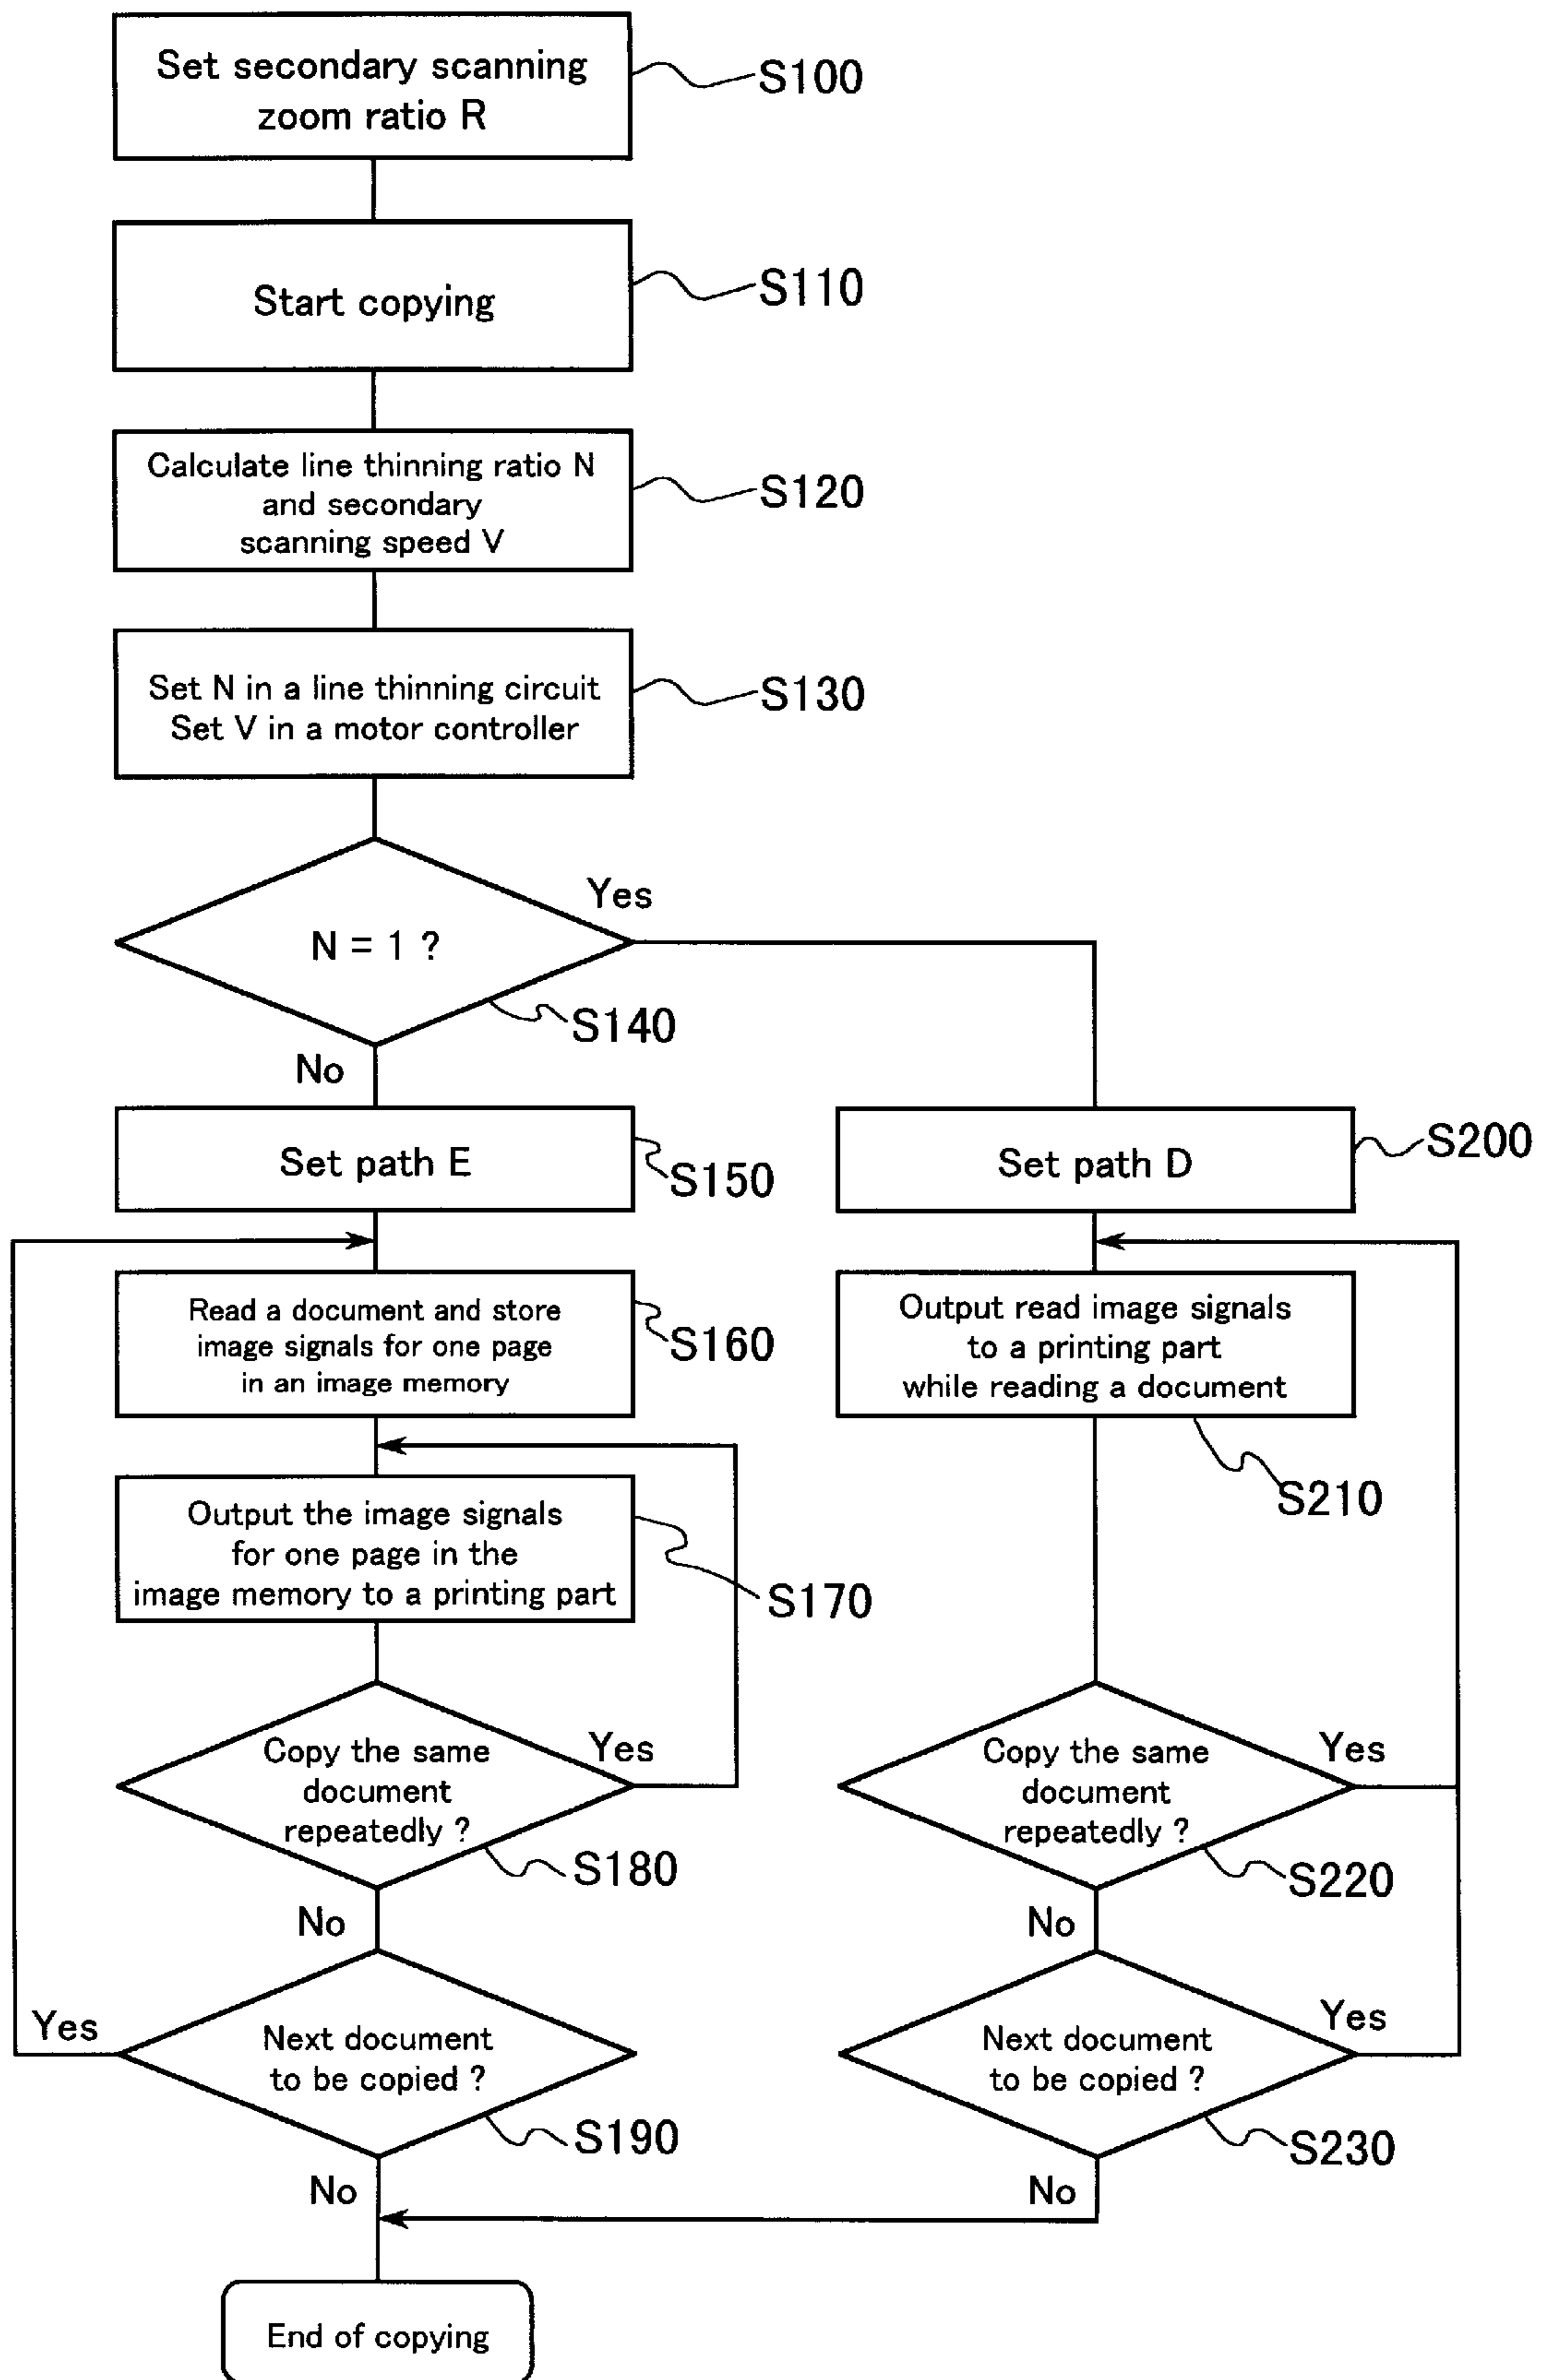 Set secondary scanning
zoom ratio R
S100
Start copying
S110
Calculate line thinning ratio N
and secondary
scanning speed V
S120
Set N in a line thinning circuit
Set V in a motor controller
S130
N = 1 ?
Yes
S140
No
Set path E
S150
Set path D
S200
Read a document and store
image signals for one page
in an image memory
S160
Output read image signals
to a printing part
while reading a document
S210
Output the image signals
for one page in the
image memory to a printing part
S170
Copy the same
document
repeatedly ?
Yes
S180
No
Copy the same
document
repeatedly ?
Yes
S220
No
Yes
Next document
to be copied ?
S190
No
Next document
to be copied ?
Yes
S230
No
End of copying